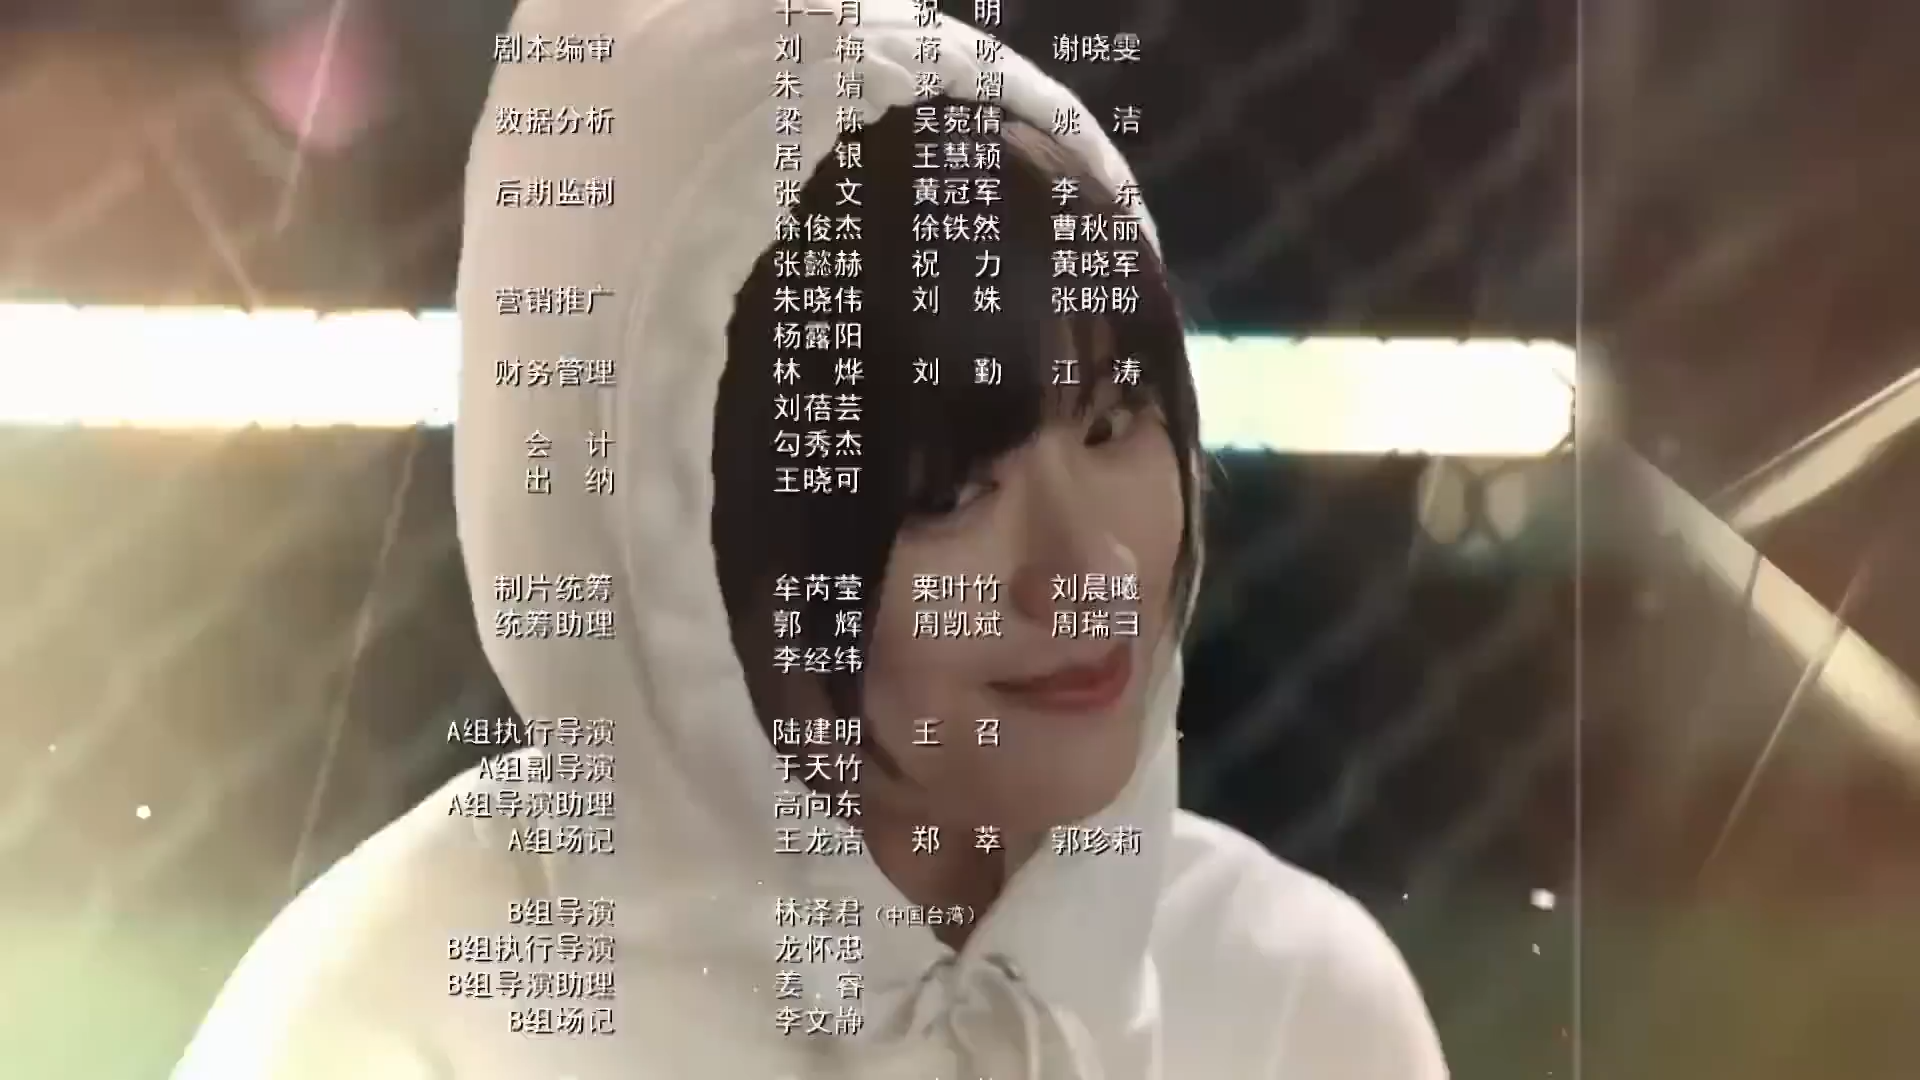 十一月 祝 明
剧本编审 刘 梅 蒋 咏 谢晓雯
朱 婧 梁 熠
数据分析 梁 栋 吴菀倩 姚 洁
居 银 王慧颖
后期监制 张 文 黄冠军 李 东
徐俊杰 徐铁然 曹秋丽
张懿赫 祝 力 黄晓军
营销推广 朱晓伟 刘 姝 张盼盼
杨露阳
财务管理 林 烨 刘 勤 江 涛
刘蓓芸
会 计 勾秀杰
出 纳 王晓可
制片统筹 牟芮莹 栗叶竹 刘晨曦
统筹助理 郭 辉 周凯斌 周瑞彐
李经纬
A组执行导演 陆建明 王 召
A组副导演 于天竹
A组导演助理 高向东
A组场记 王龙洁 郑 萃 郭珍莉
B组导演 林泽君（中国台湾）
B组执行导演 龙怀忠
B组导演助理 姜 睿
B组场记 李文静